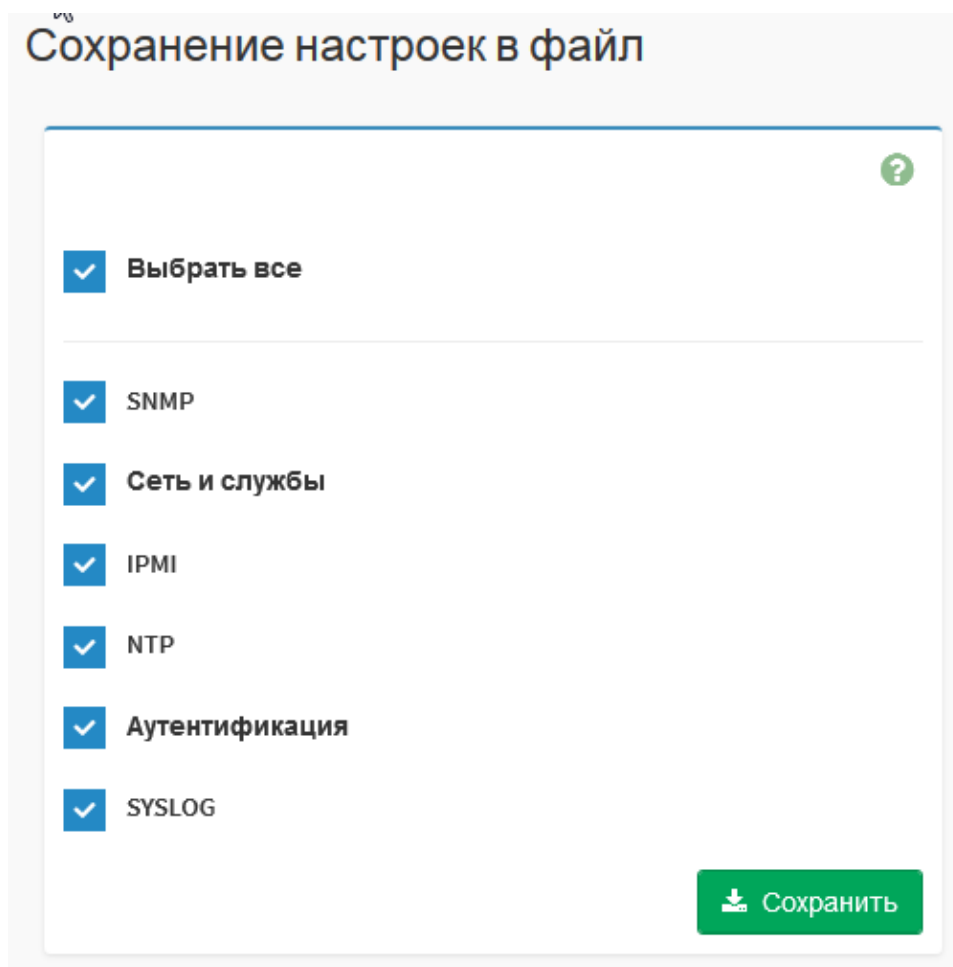 Сохранение настроек в файл
?
Выбрать все
SNMP
Сеть и службы
IPMI
NTP
Аутентификация
SYSLOG
Сохранить